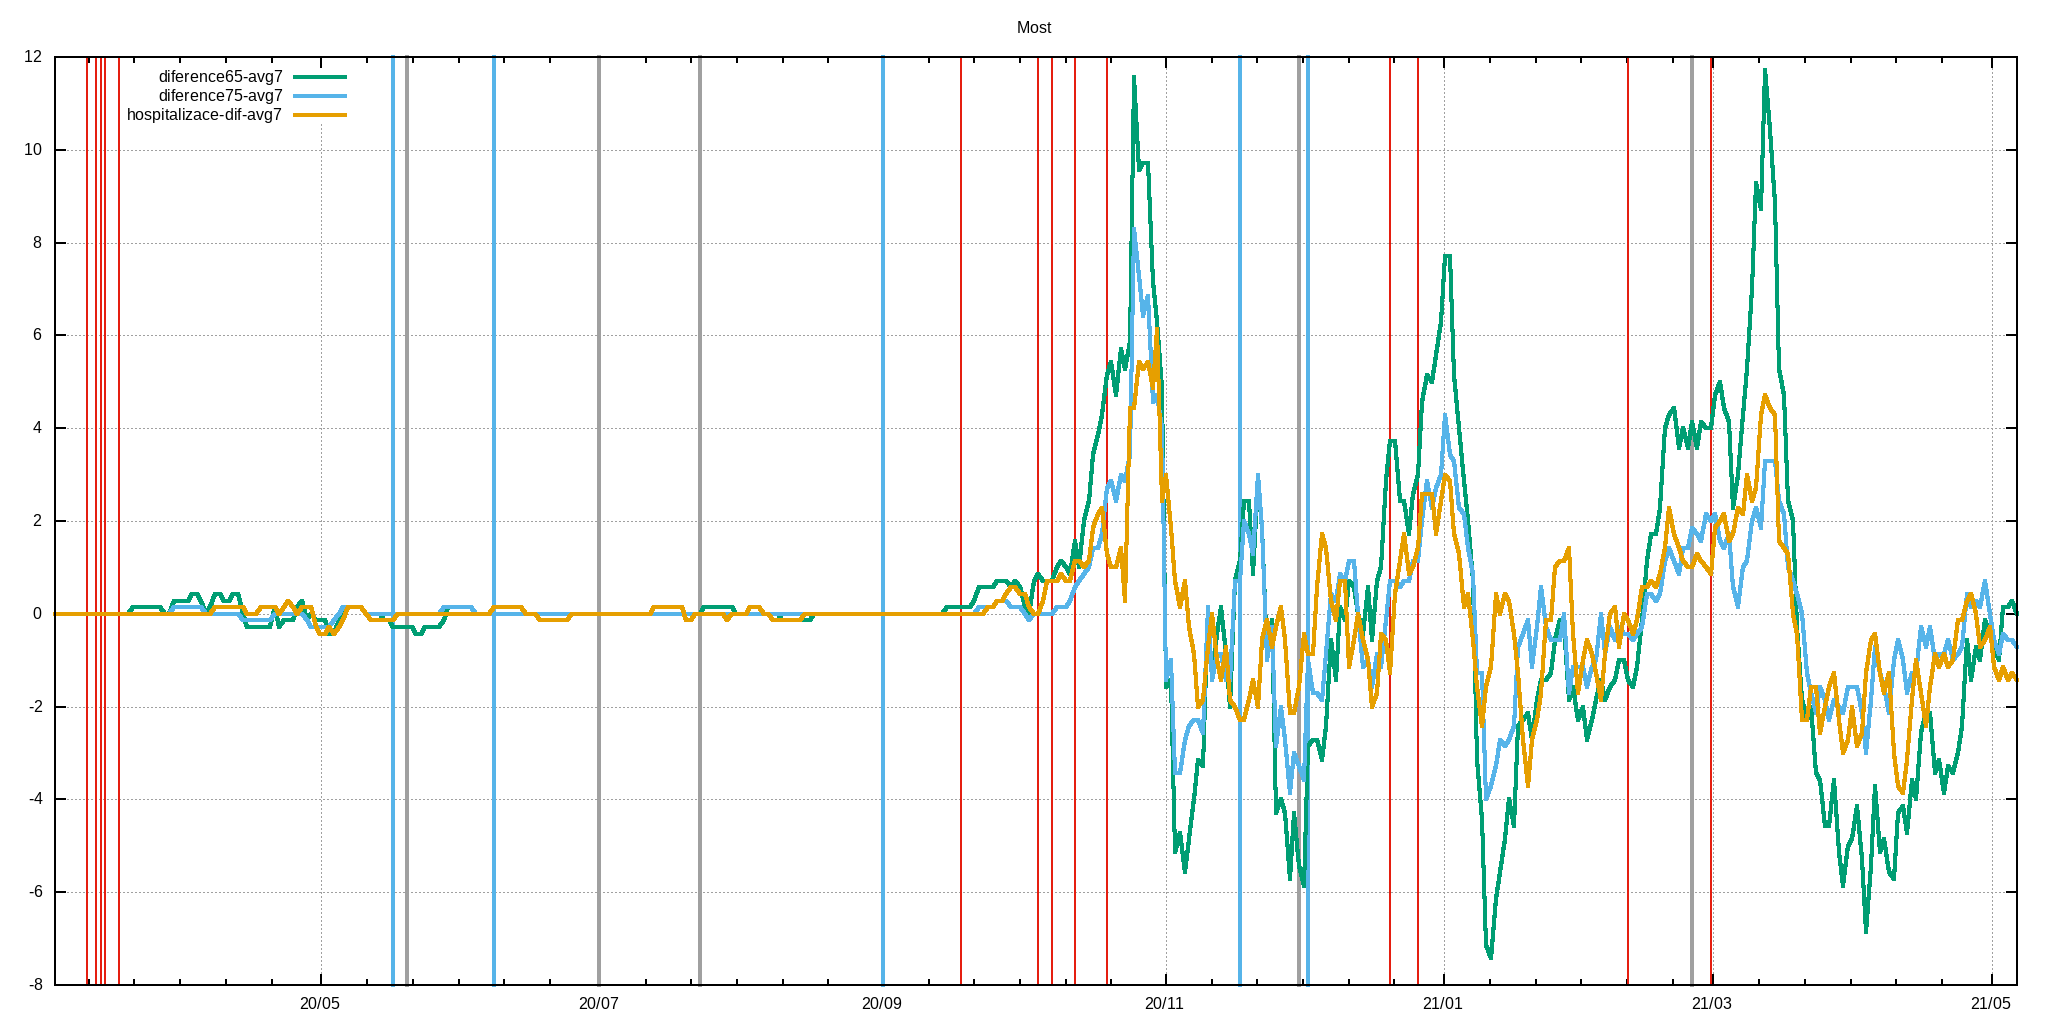 Most
diference65-avg7
diference75-avg7
hospitalizace-dif-avg7
12
10
8
6
4
2
0
-2
-4
-6
-8
20/05 20/07 20/09 20/11 21/01 21/03 21/05